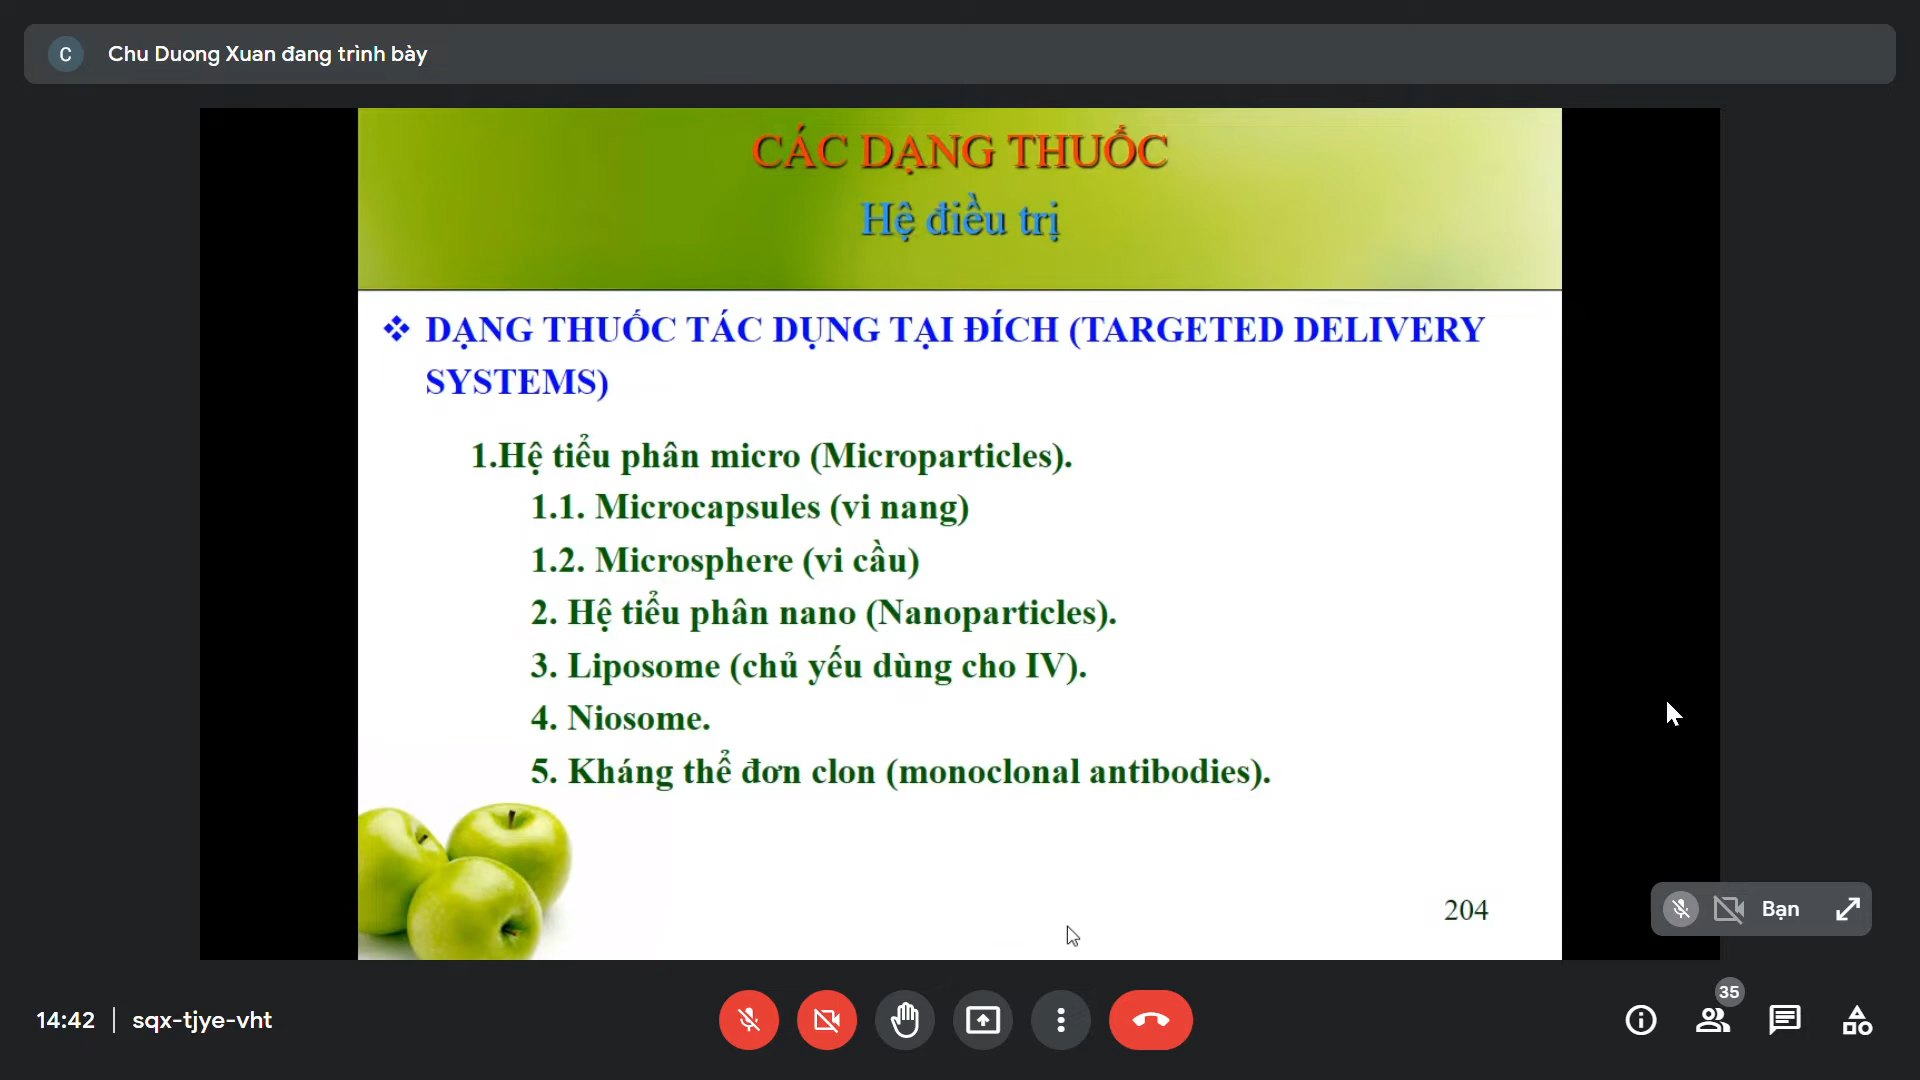 C
Chu Duong Xuan đang trình bày
CÁC DẠNG THUỐC
Hệ điều trị
❖ DẠNG THUỐC TÁC DỤNG TẠI ĐÍCH (TARGETED DELIVERY
SYSTEMS)
1.Hệ tiểu phân micro (Microparticles).
1.1. Microcapsules (vi nang)
1.2. Microsphere (vi cầu)
2. Hệ tiểu phân nano (Nanoparticles).
3. Liposome (chủ yếu dùng cho IV).
4. Niosome.
5. Kháng thể đơn clon (monoclonal antibodies).
204
Bạn
14:42 | sqx-tjye-vht
35